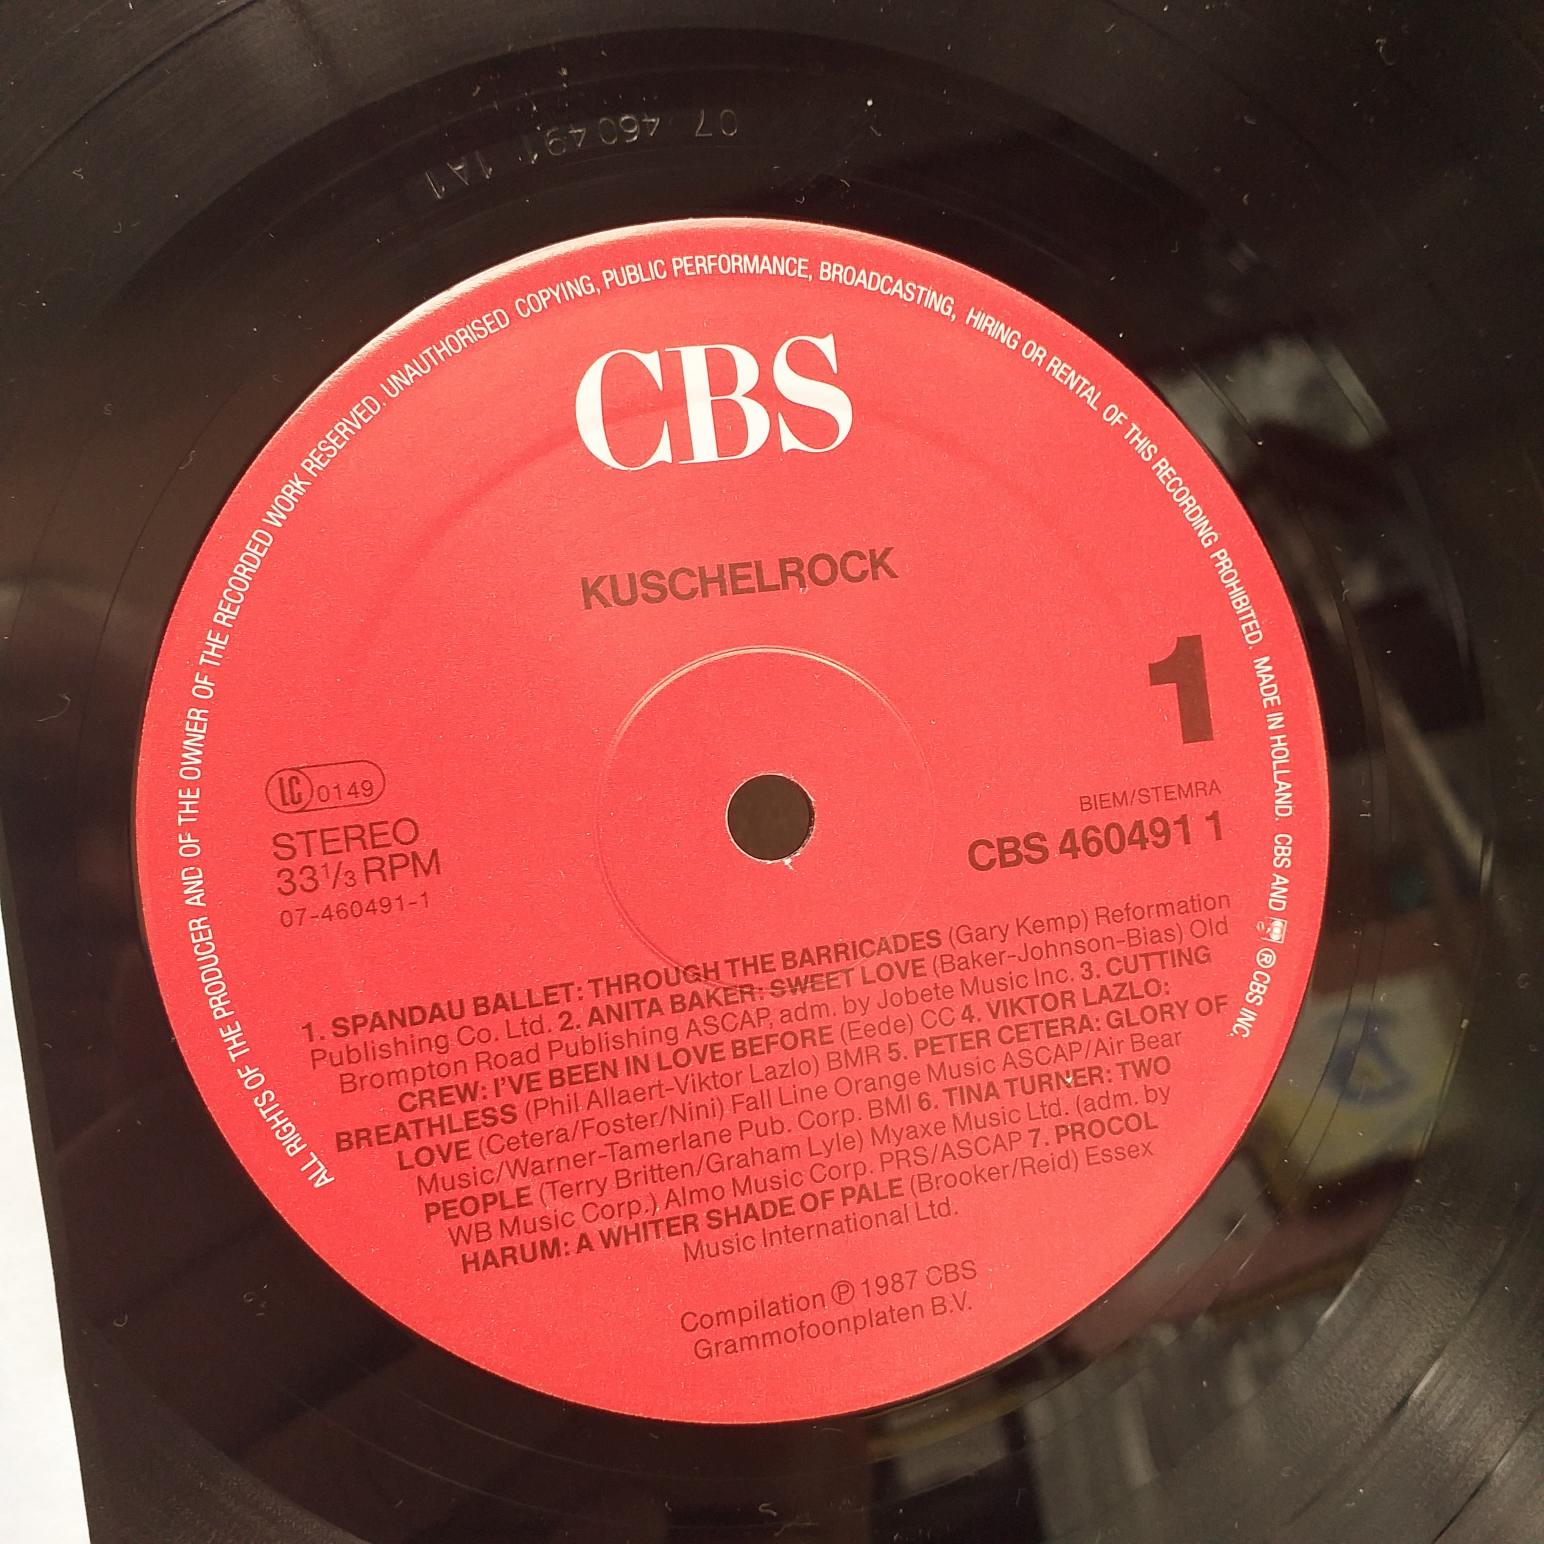 07 460491 1A1
ALL RIGHTS OF THE PRODUCER AND OF THE OWNER OF THE RECORDED WORK RESERVED. UNAUTHORISED COPYING, PUBLIC PERFORMANCE, BROADCASTING, HIRING OR RENTAL OF THIS RECORDING PROHIBITED. MADE IN HOLLAND. CBS AND ® CBS INC.
CBS
KUSCHELROCK
1
LC 0149
STEREO
33 1/3 RPM
07-460491-1
BIEM/STEMRA
CBS 460491 1
1. SPANDAU BALLET: THROUGH THE BARRICADES (Gary Kemp) Reformation
Publishing Co. Ltd. 2. ANITA BAKER: SWEET LOVE (Baker-Johnson-Bias) Old
Brompton Road Publishing ASCAP, adm. by Jobete Music Inc. 3. CUTTING
CREW: I'VE BEEN IN LOVE BEFORE (Eede) CC 4. VIKTOR LAZLO:
BREATHLESS (Phil Allaert-Viktor Lazlo) BMR 5. PETER CETERA: GLORY OF
LOVE (Cetera/Foster/Nini) Fall Line Orange Music ASCAP/Air Bear
Music/Warner-Tamerlane Pub. Corp. BMI 6. TINA TURNER: TWO
PEOPLE (Terry Britten/Graham Lyle) Myaxe Music Ltd. (adm. by
WB Music Corp.) Almo Music Corp. PRS/ASCAP 7. PROCOL
HARUM: A WHITER SHADE OF PALE (Brooker/Reid) Essex
Music International Ltd.
Compilation ℗ 1987 CBS
Grammofoonplaten B.V.